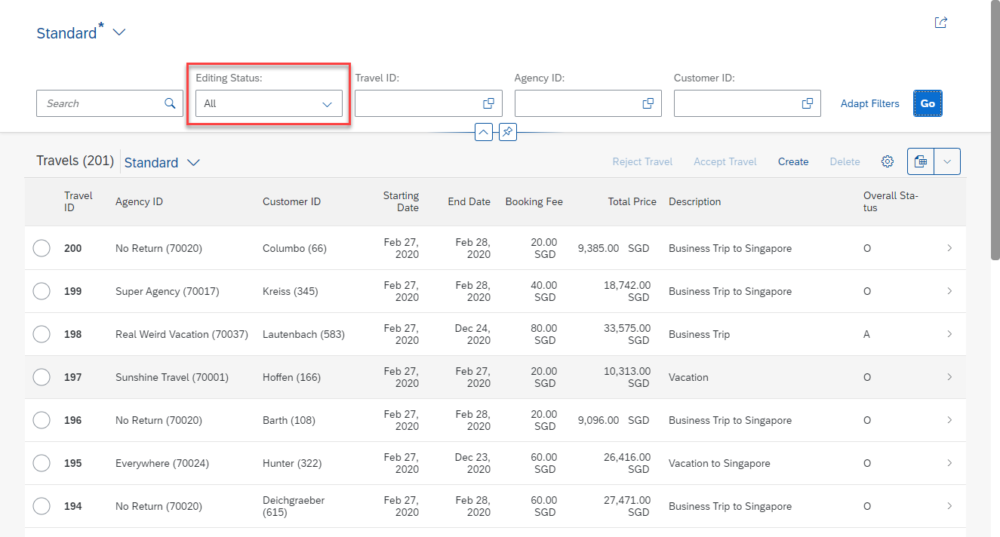 Standard*
Editing Status: Travel ID: Agency ID: Customer ID:
Search All Adapt Filters Go
Travels (201) Standard Reject Travel Accept Travel Create Delete
Travel
ID
Agency ID
Customer ID
Starting
Date
End Date
Booking Fee
Total Price
Description
Overall Sta-
tus
200
No Return (70020)
Columbo (66)
Feb 27,
2020
Feb 28,
2020
20.00
SGD
9,385.00 SGD
Business Trip to Singapore
O
199
Super Agency (70017)
Kreiss (345)
Feb 27,
2020
Feb 28,
2020
40.00
SGD
18,742.00
SGD
Business Trip to Singapore
O
198
Real Weird Vacation (70037)
Lautenbach (583)
Feb 27,
2020
Dec 24,
2020
80.00
SGD
33,575.00
SGD
Business Trip
A
197
Sunshine Travel (70001)
Hoffen (166)
Feb 27,
2020
Feb 27,
2020
20.00
SGD
10,313.00
SGD
Vacation
O
196
No Return (70020)
Barth (108)
Feb 27,
2020
Feb 28,
2020
20.00
SGD
9,096.00 SGD
Business Trip to Singapore
O
195
Everywhere (70024)
Hunter (322)
Feb 27,
2020
Dec 23,
2020
60.00
SGD
26,416.00
SGD
Vacation to Singapore
O
194
No Return (70020)
Deichgraeber
(615)
Feb 27,
2020
Feb 28,
2020
60.00
SGD
27,471.00
SGD
Business Trip to Singapore
O